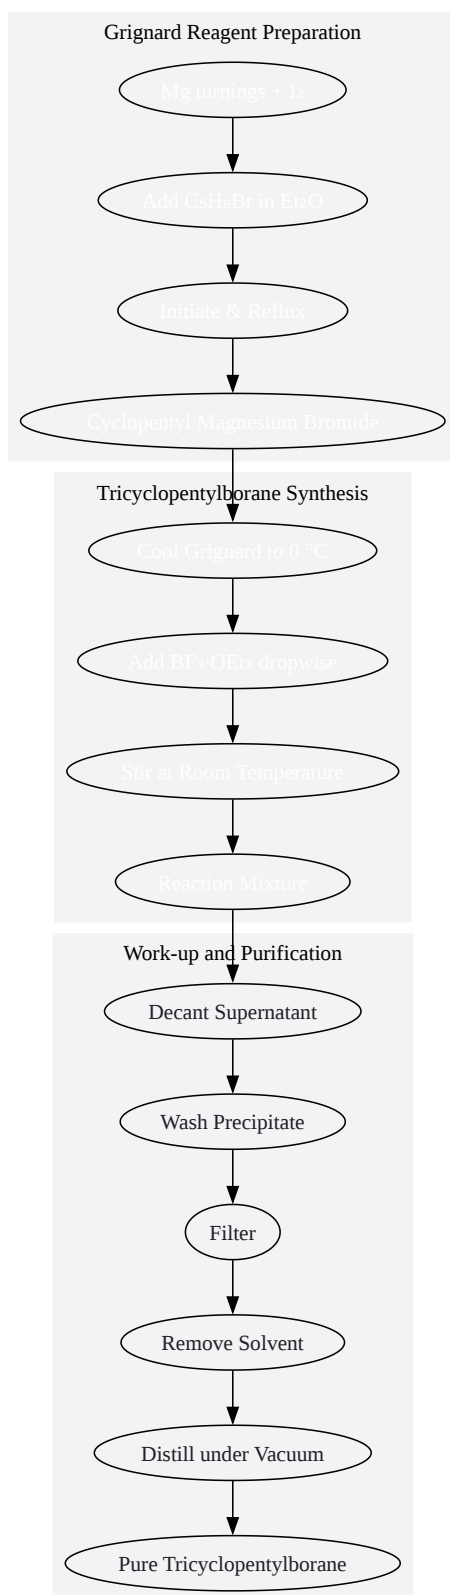 Grignard Reagent Preparation
Mg turnings + I₂
Add C₅H₉Br in Et₂O
Initiate & Reflux
Cyclopentyl Magnesium Bromide
Tricyclopentylborane Synthesis
Cool Grignard to 0 °C
Add BF₃·OEt₂ dropwise
Stir at Room Temperature
Reaction Mixture
Work-up and Purification
Decant Supernatant
Wash Precipitate
Filter
Remove Solvent
Distill under Vacuum
Pure Tricyclopentylborane